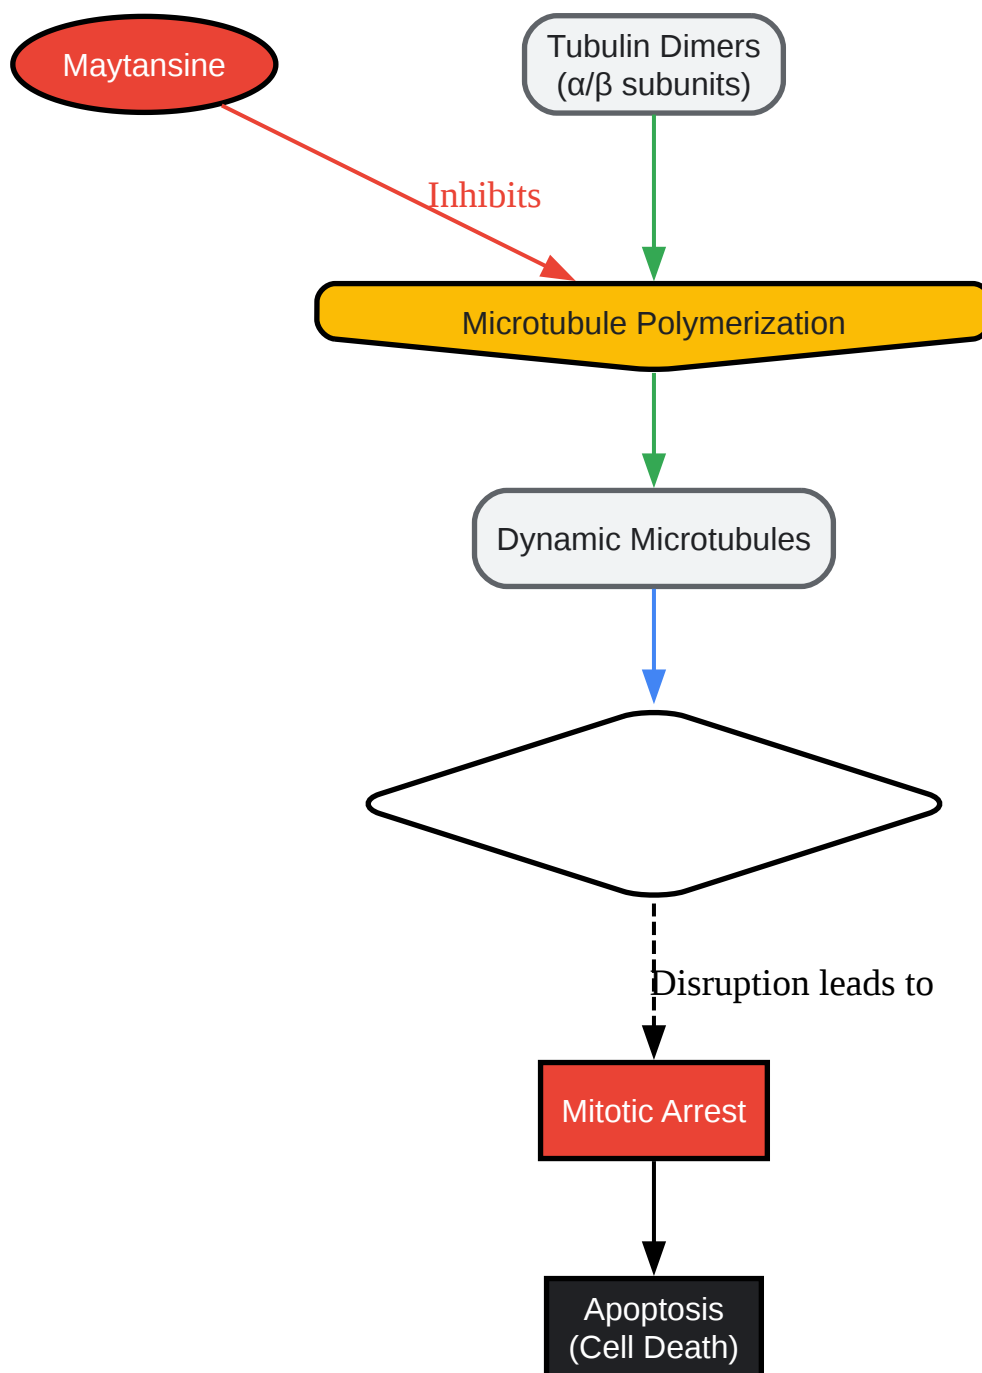 Maytansine
Tubulin Dimers
(α/β subunits)
Inhibits
Microtubule Polymerization
Dynamic Microtubules
Disruption leads to
Mitotic Arrest
Apoptosis
(Cell Death)